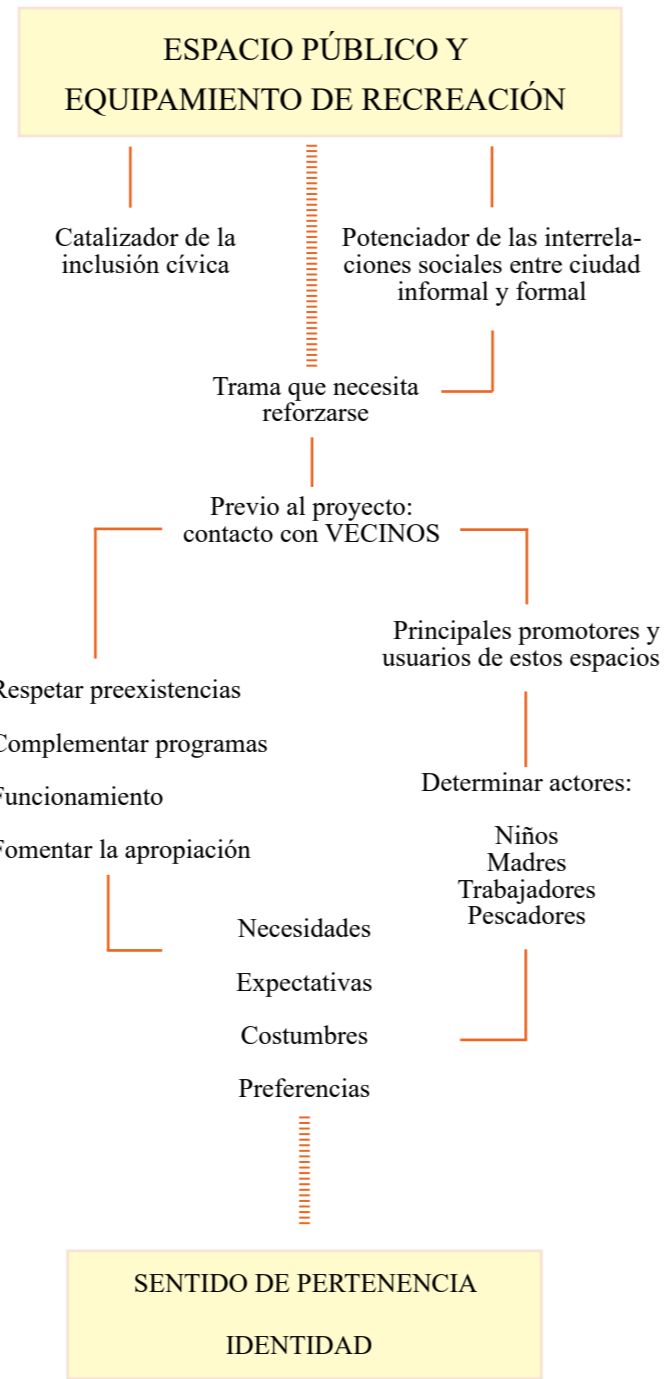 ESPACIO PÚBLICO Y
EQUIPAMIENTO DE RECREACIÓN
Catalizador de la
inclusión cívica
Potenciador de las interrela-
ciones sociales entre ciudad
informal y formal
Trama que necesita
reforzarse
Previo al proyecto:
contacto con VECINOS
Principales promotores y
usuarios de estos espacios
Respetar preexistencias
Complementar programas
Funcionamiento
Fomentar la apropiación
Determinar actores:
Niños
Madres
Trabajadores
Pescadores
Necesidades
Expectativas
Costumbres
Preferencias
SENTIDO DE PERTENENCIA
IDENTIDAD